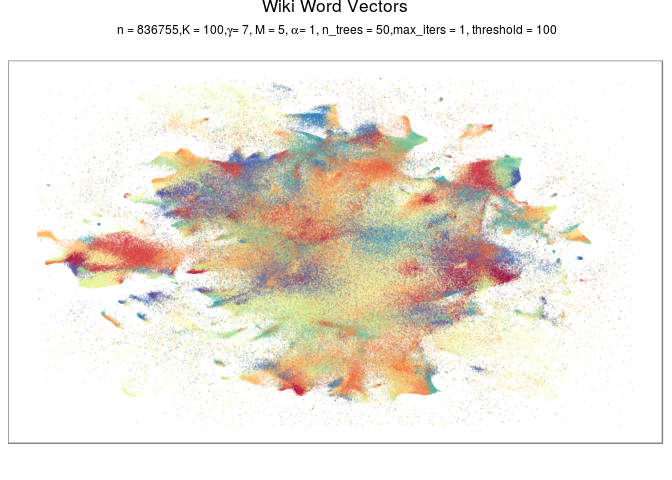 Wiki Word Vectors
n = 836755,K = 100,γ= 7, M = 5, α= 1, n_trees = 50,max_iters = 1, threshold = 100